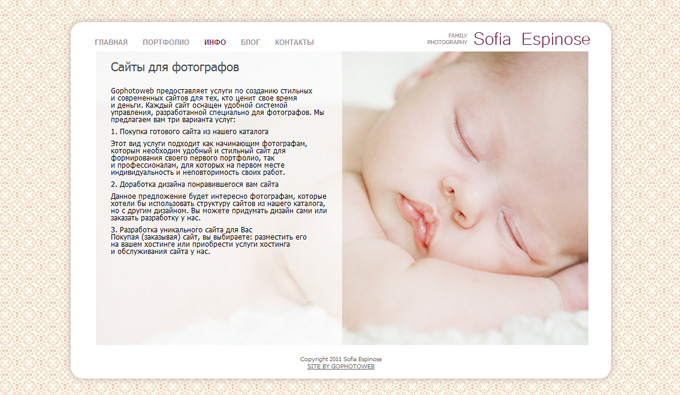 ГЛАВНАЯ ПОРТФОЛИО ИНФО БЛОГ КОНТАКТЫ
FAMILY
PHOTOGRAPHY
Sofia Espinose
Сайты для фотографов
Gophotoweb предоставляет услуги по созданию стильных
и современных сайтов для тех, кто ценит свое время
и деньги. Каждый сайт оснащен удобной системой
управления, разработанной специально для фотографов. Мы
предлагаем вам три варианта услуг:
1. Покупка готового сайта из нашего каталога
Этот вид услуги подходит как начинающим фотографам,
которым необходим удобный и стильный сайт для
формирования своего первого портфолио, так
и профессионалам, для которых на первом месте
индивидуальность и неповторимость своих работ.
2. Доработка дизайна понравившегося вам сайта
Данное предложение будет интересно фотографам, которые
хотели бы использовать структуру сайтов из нашего каталога,
но с другим дизайном. Вы можете придумать дизайн сами или
заказать разработку у нас.
3. Разработка уникального сайта для Вас
Покупая (заказывая) сайт, вы выбираете: разместить его
на вашем хостинге или приобрести услуги хостинга
и обслуживания сайта у нас.
Copyright 2011 Sofia Espinose
SITE BY GOPHOTOWEB